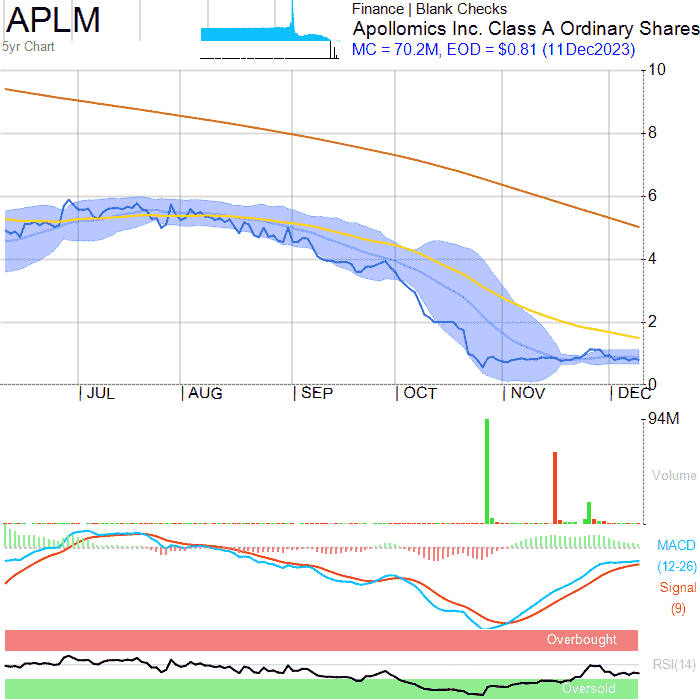 APLM
5yr Chart
Finance | Blank Checks
Apollomics Inc. Class A Ordinary Shares
MC = 70.2M, EOD = $0.81 (11Dec2023)
10
8
6
4
2
0
| JUL | AUG | SEP | OCT | NOV | DEC
94M
Volume
MACD
(12-26)
Signal
(9)
Overbought
RSI(14)
Oversold